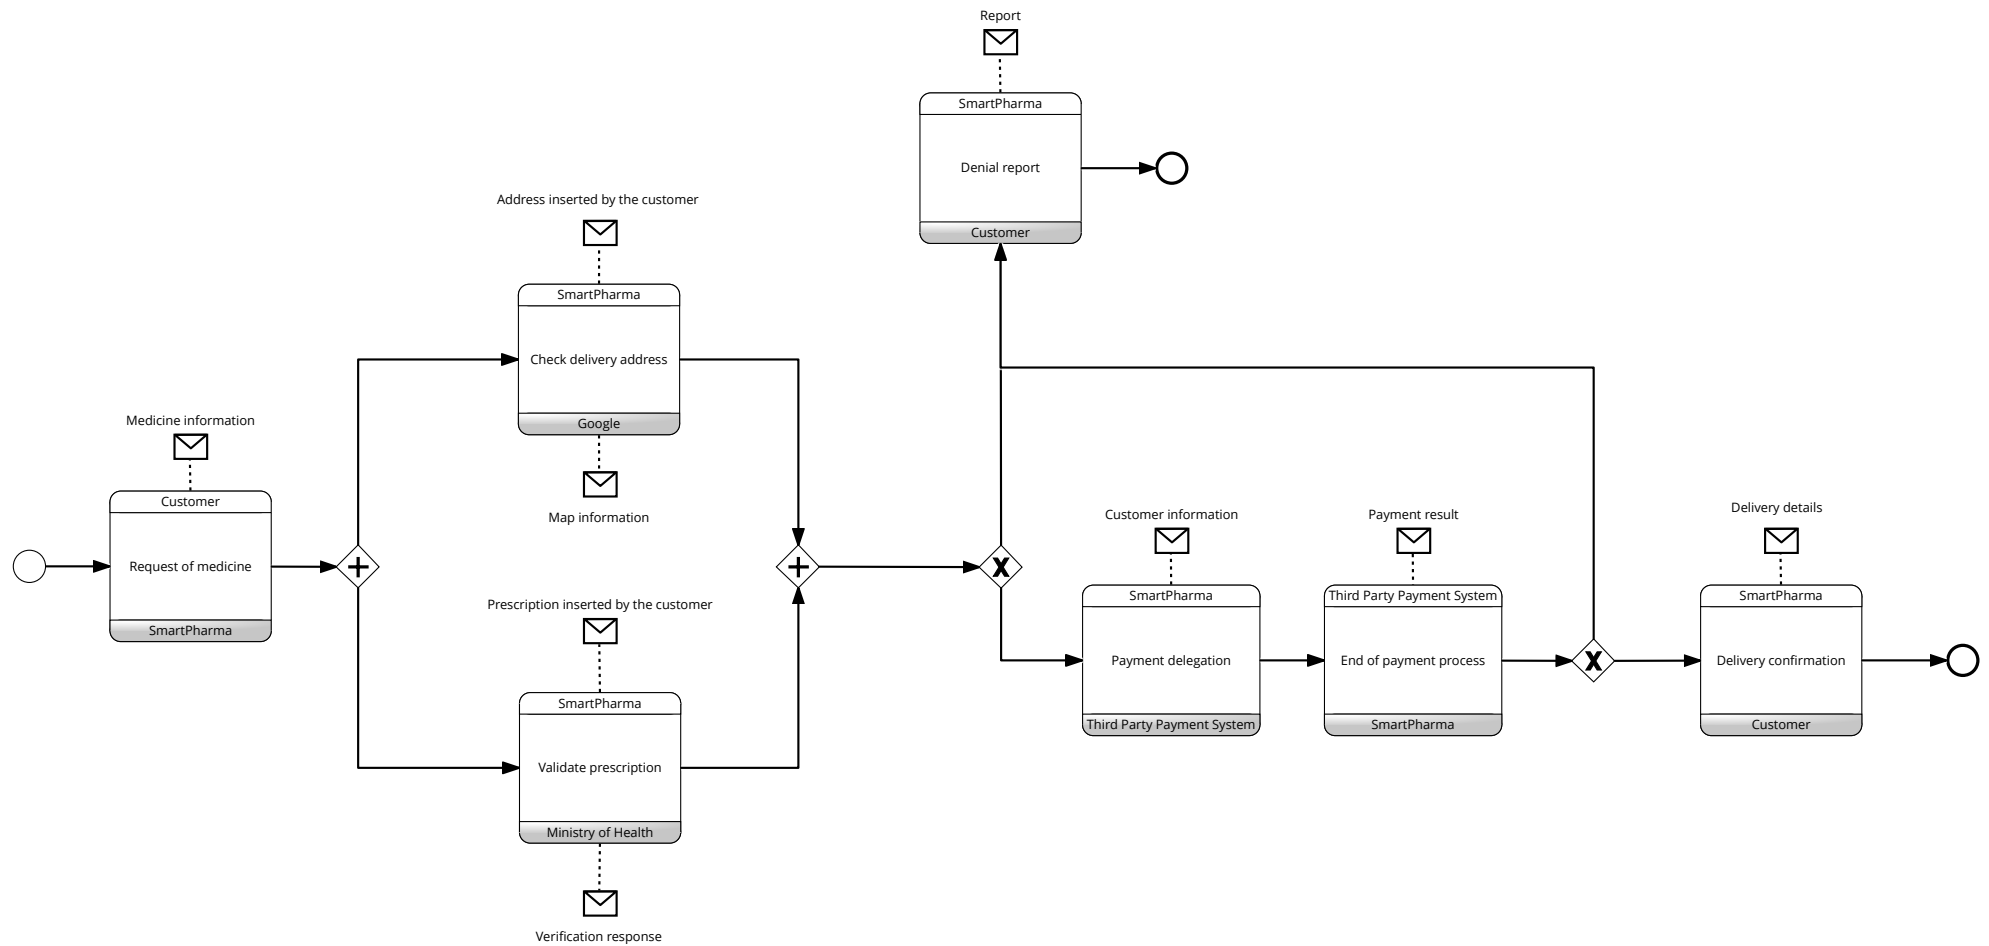 Report
SmartPharma
Denial report
Customer
Address inserted by the customer
SmartPharma
Check delivery address
Google
Map information
Medicine information
Customer
Request of medicine
SmartPharma
Prescription inserted by the customer
SmartPharma
Validate prescription
Ministry of Health
Verification response
Customer information
SmartPharma
Payment delegation
Third Party Payment System
Payment result
Third Party Payment System
End of payment process
SmartPharma
Delivery details
SmartPharma
Delivery confirmation
Customer